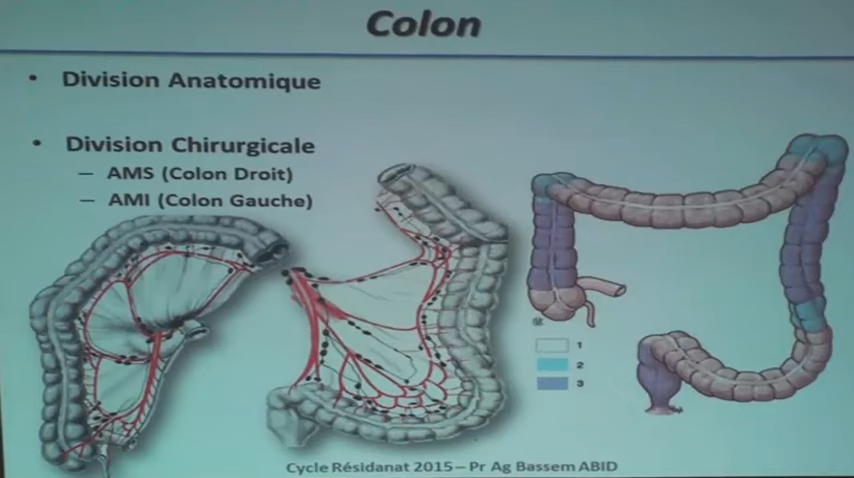 Colon
• Division Anatomique
• Division Chirurgicale
– AMS (Colon Droit)
– AMI (Colon Gauche)
1
2
3
Cycle Résidanat 2015 – Pr Ag Bassem ABID